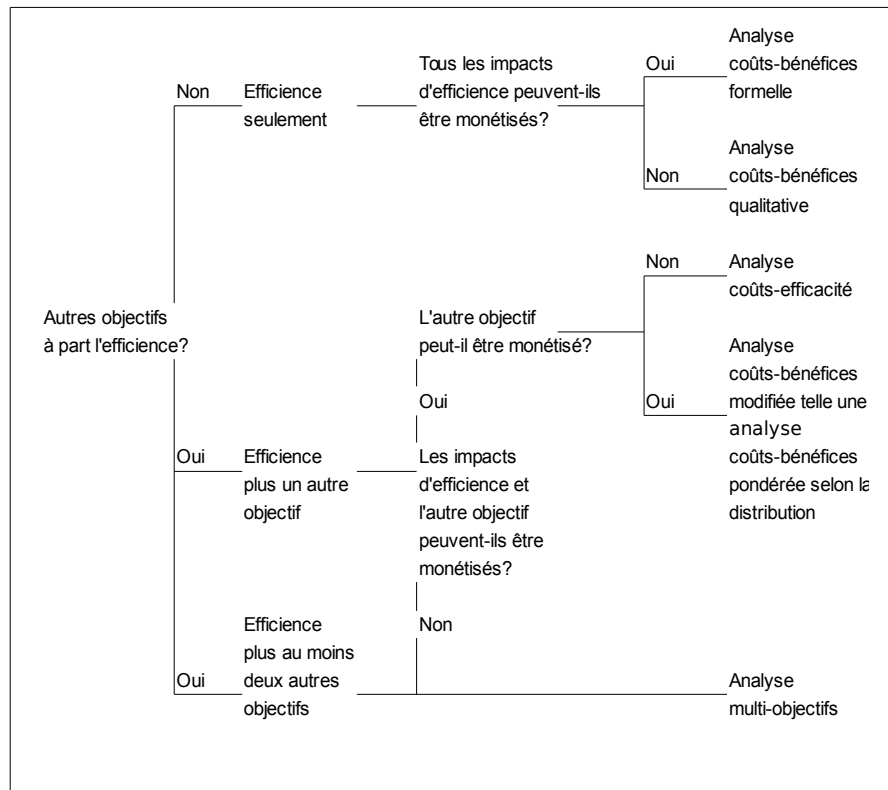 Non
Efficience
seulement
Tous les impacts
d'efficience peuvent-ils
être monétisés?
Oui
Analyse
coûts-bénéfices
formelle
Non
Analyse
coûts-bénéfices
qualitative
Autres objectifs
à part l'efficience?
L'autre objectif
peut-il être monétisé?
Non
Analyse
coûts-efficacité
Oui
Analyse
coûts-bénéfices
modifiée telle une
analyse
coûts-bénéfices
pondérée selon la
distribution
Oui
Oui
Efficience
plus un autre
objectif
Les impacts
d'efficience et
l'autre objectif
peuvent-ils être
monétisés?
Non
Oui
Efficience
plus au moins
deux autres
objectifs
Analyse
multi-objectifs